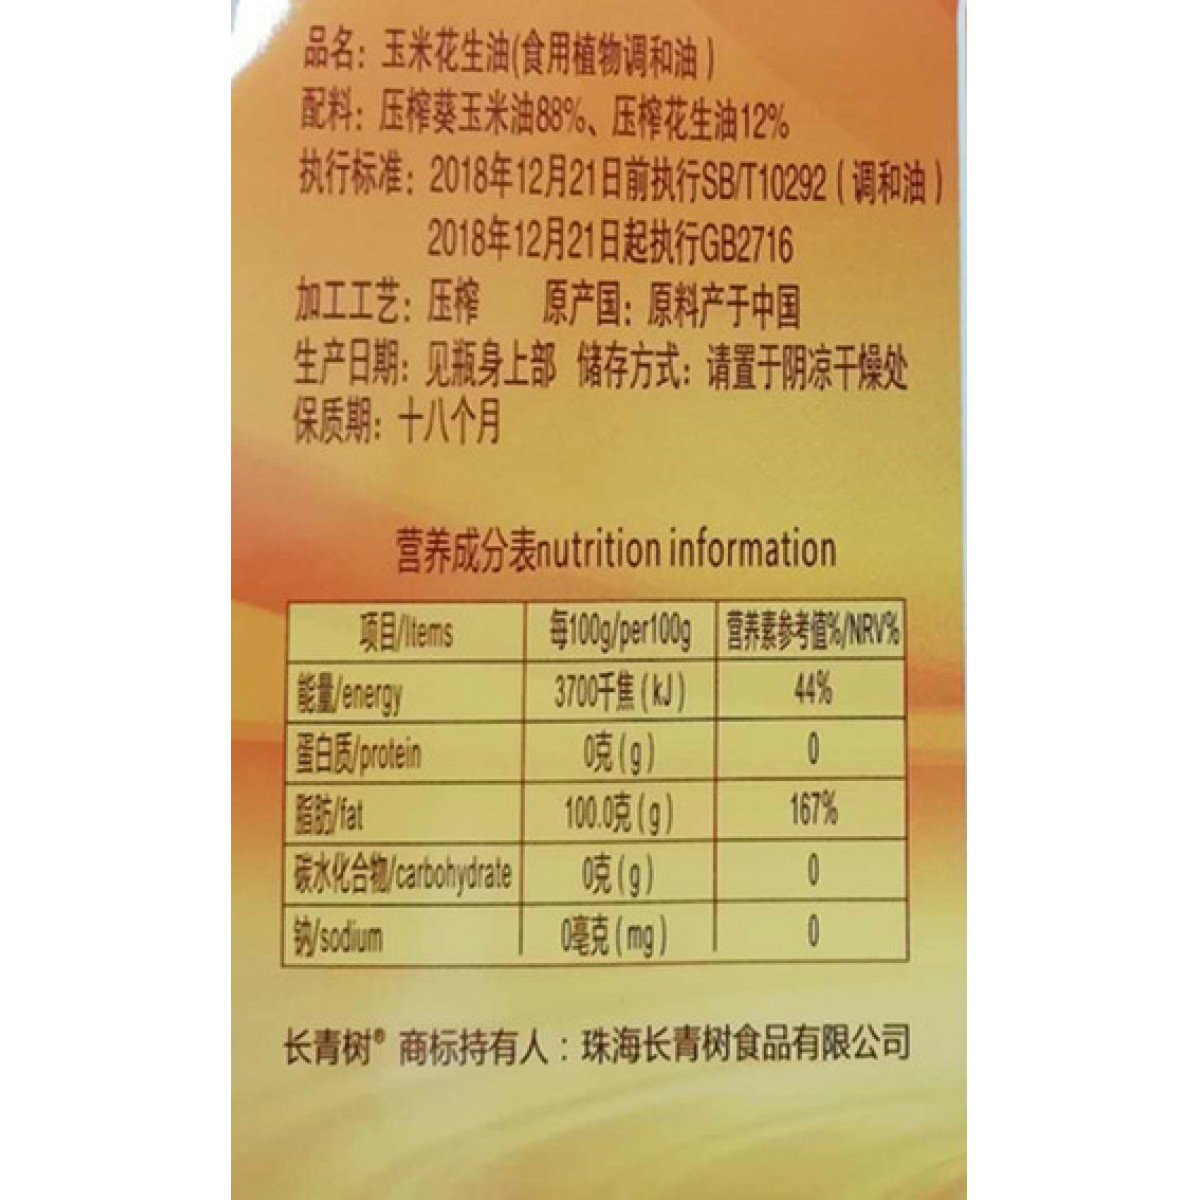 品名：玉米花生油(食用植物调和油)
配料：压榨葵玉米油88%、压榨花生油12%
执行标准：2018年12月21日前执行SB/T10292（调和油）
2018年12月21日起执行GB2716
加工工艺：压榨 原产国：原料产于中国
生产日期：见瓶身上部 储存方式：请置于阴凉干燥处
保质期：十八个月
营养成分表nutrition information
项目/Items 每100g/per100g 营养素参考值%/NRV%
能量/energy 3700千焦（kJ） 44%
蛋白质/protein 0克（g） 0
脂肪/fat 100.0克（g） 167%
碳水化合物/carbohydrate 0克（g） 0
钠/sodium 0毫克（mg） 0
长青树® 商标持有人：珠海长青树食品有限公司